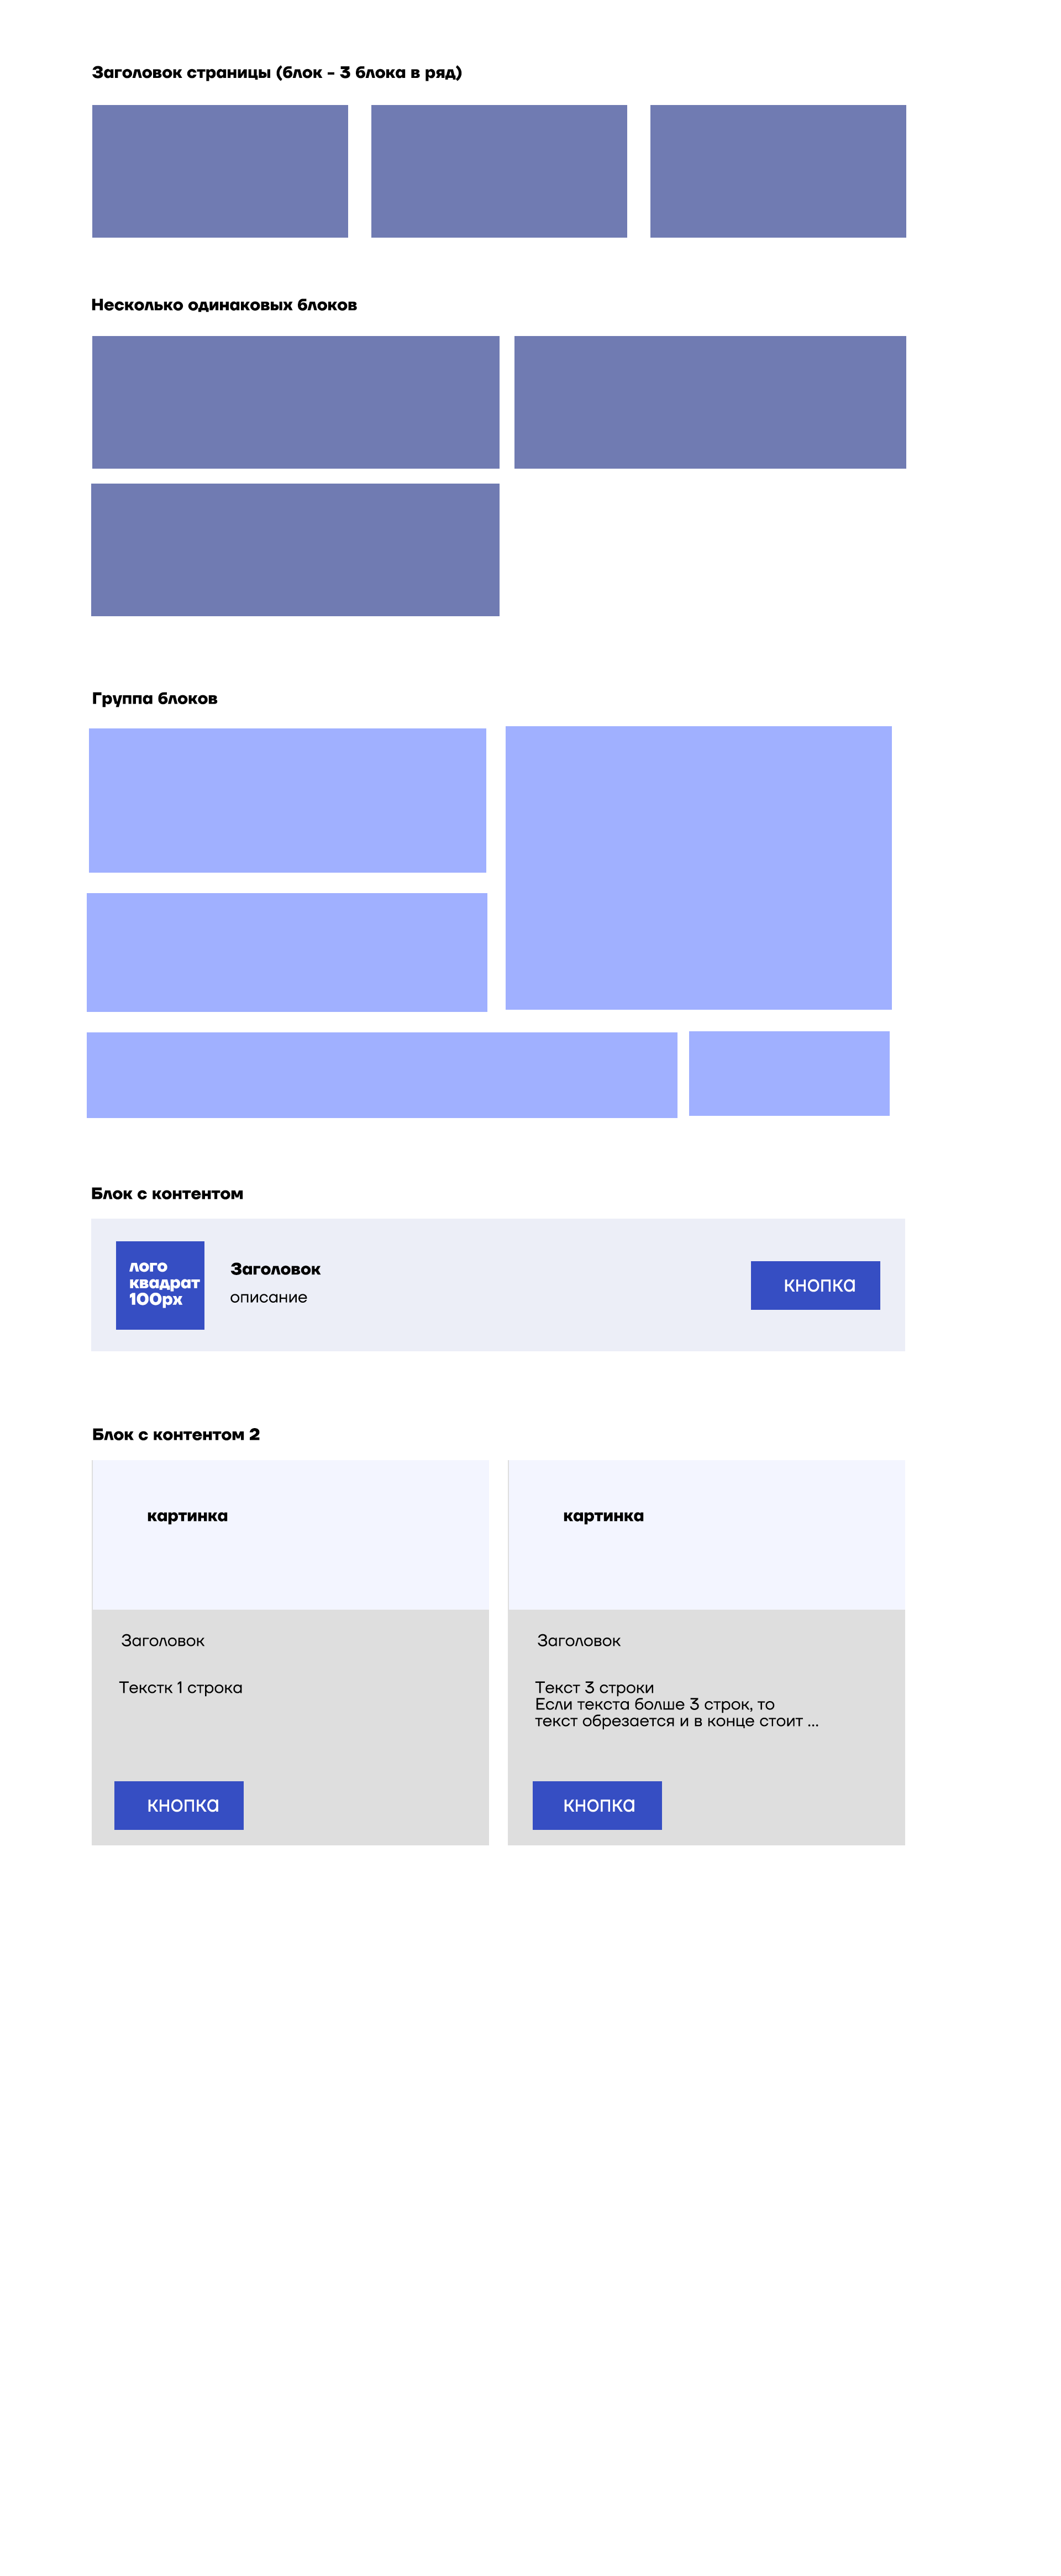 Заголовок страницы (блок - 3 блока в ряд)
Несколько одинаковых блоков
Группа блоков
Блок с контентом
лого
квадрат
100px
Заголовок
описание
кнопка
Блок с контентом 2
картинка
картинка
Заголовок
Заголовок
Текстк 1 строка
Текст 3 строки
Если текста болше 3 строк, то
текст обрезается и в конце стоит ...
кнопка
кнопка